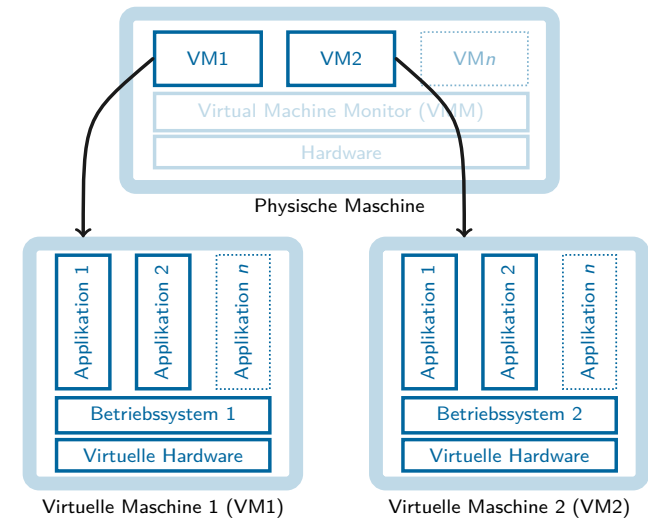 VM1
VM2
VMn
Virtual Machine Monitor (VMM)
Hardware
Physische Maschine
Applikation 1
Applikation 2
Applikation n
Betriebssystem 1
Virtuelle Hardware
Virtuelle Maschine 1 (VM1)
Applikation 1
Applikation 2
Applikation n
Betriebssystem 2
Virtuelle Hardware
Virtuelle Maschine 2 (VM2)